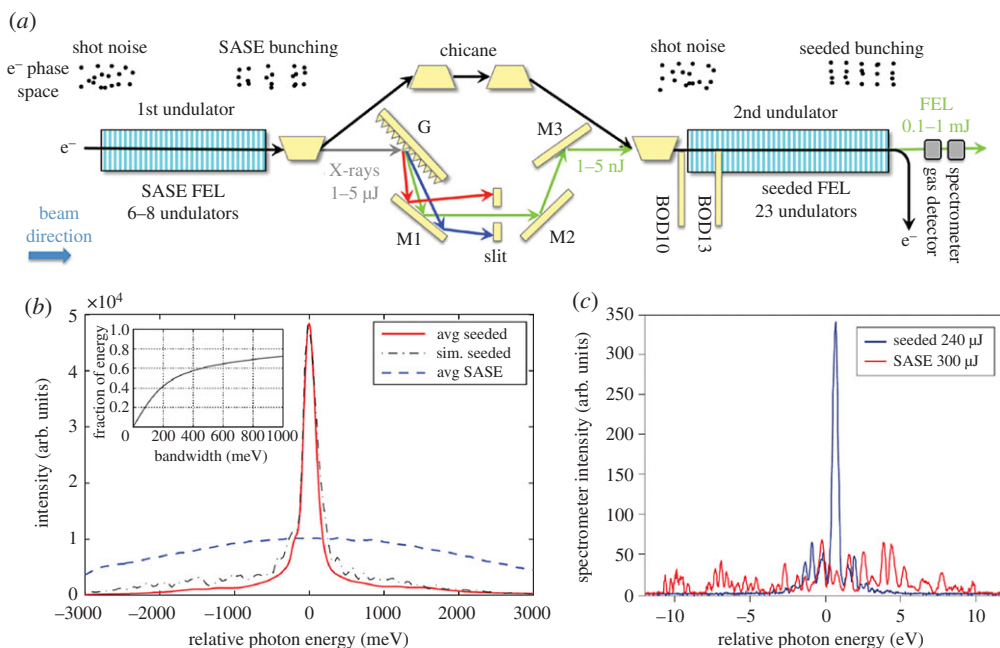 (a)
shot noise
SASE bunching
chicane
shot noise
seeded bunching
e⁻ phase
space
1st undulator
G
M3
2nd undulator
FEL
0.1–1 mJ
e⁻
X-rays
1–5 µJ
1–5 nJ
SASE FEL
6–8 undulators
M1
M2
slit
BOD10
BOD13
seeded FEL
23 undulators
e⁻
gas detector
spectrometer
beam
direction
(b)
×10⁴
5
4
3
2
1
0
intensity (arb. units)
1.0
0.8
0.6
0.4
0.2
fraction of energy
0 200 400 600 800 1000
bandwidth (meV)
avg seeded
sim. seeded
avg SASE
−3000 −2000 −1000 0 1000 2000 3000
relative photon energy (meV)
(c)
350
300
250
200
150
100
50
0
spectrometer intensity (arb. units)
seeded 240 µJ
SASE 300 µJ
−10 −5 0 5 10
relative photon energy (eV)